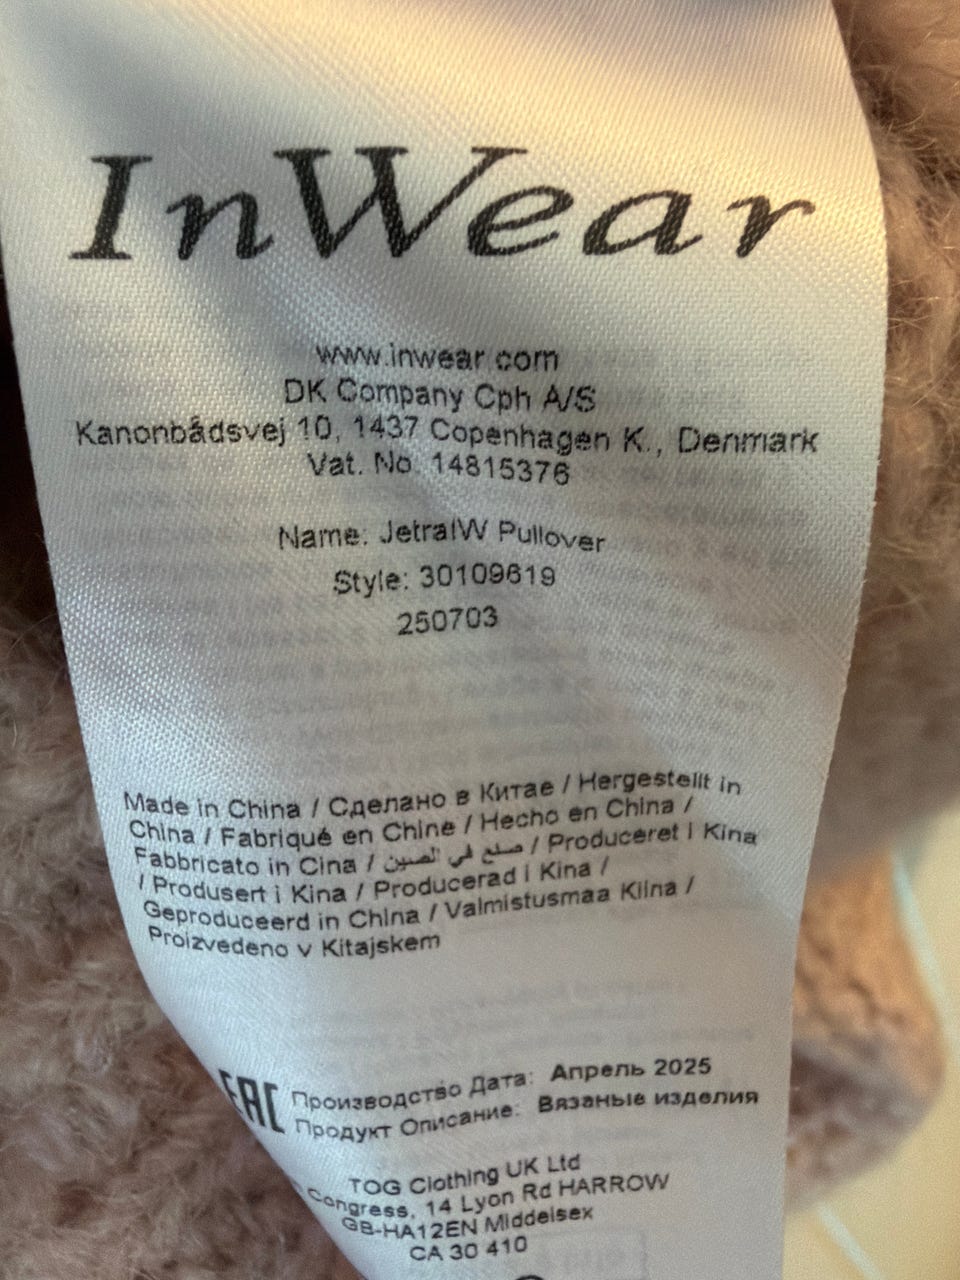 InWear
www.inwear.com
DK Company Cph A/S
Kanonbådsvej 10, 1437 Copenhagen K., Denmark
Vat. No. 14815376
Name: JetraIW Pullover
Style: 30109619
250703
Made in China / Сделано в Китае / Hergestellt in
China / Fabriqué en Chine / Hecho en China /
Fabbricato in Cina / صنع في الصين / Produceret i Kina
/ Produsert i Kina / Producerad i Kina /
Geproduceerd in China / Valmistusmaa Kiina /
Proizvedeno v Kitajskem
EAC Производство Дата: Апрель 2025
Продукт Описание: Вязаные изделия
TOG Clothing UK Ltd
Congress, 14 Lyon Rd HARROW
GB-HA12EN Middelsex
CA 30 410